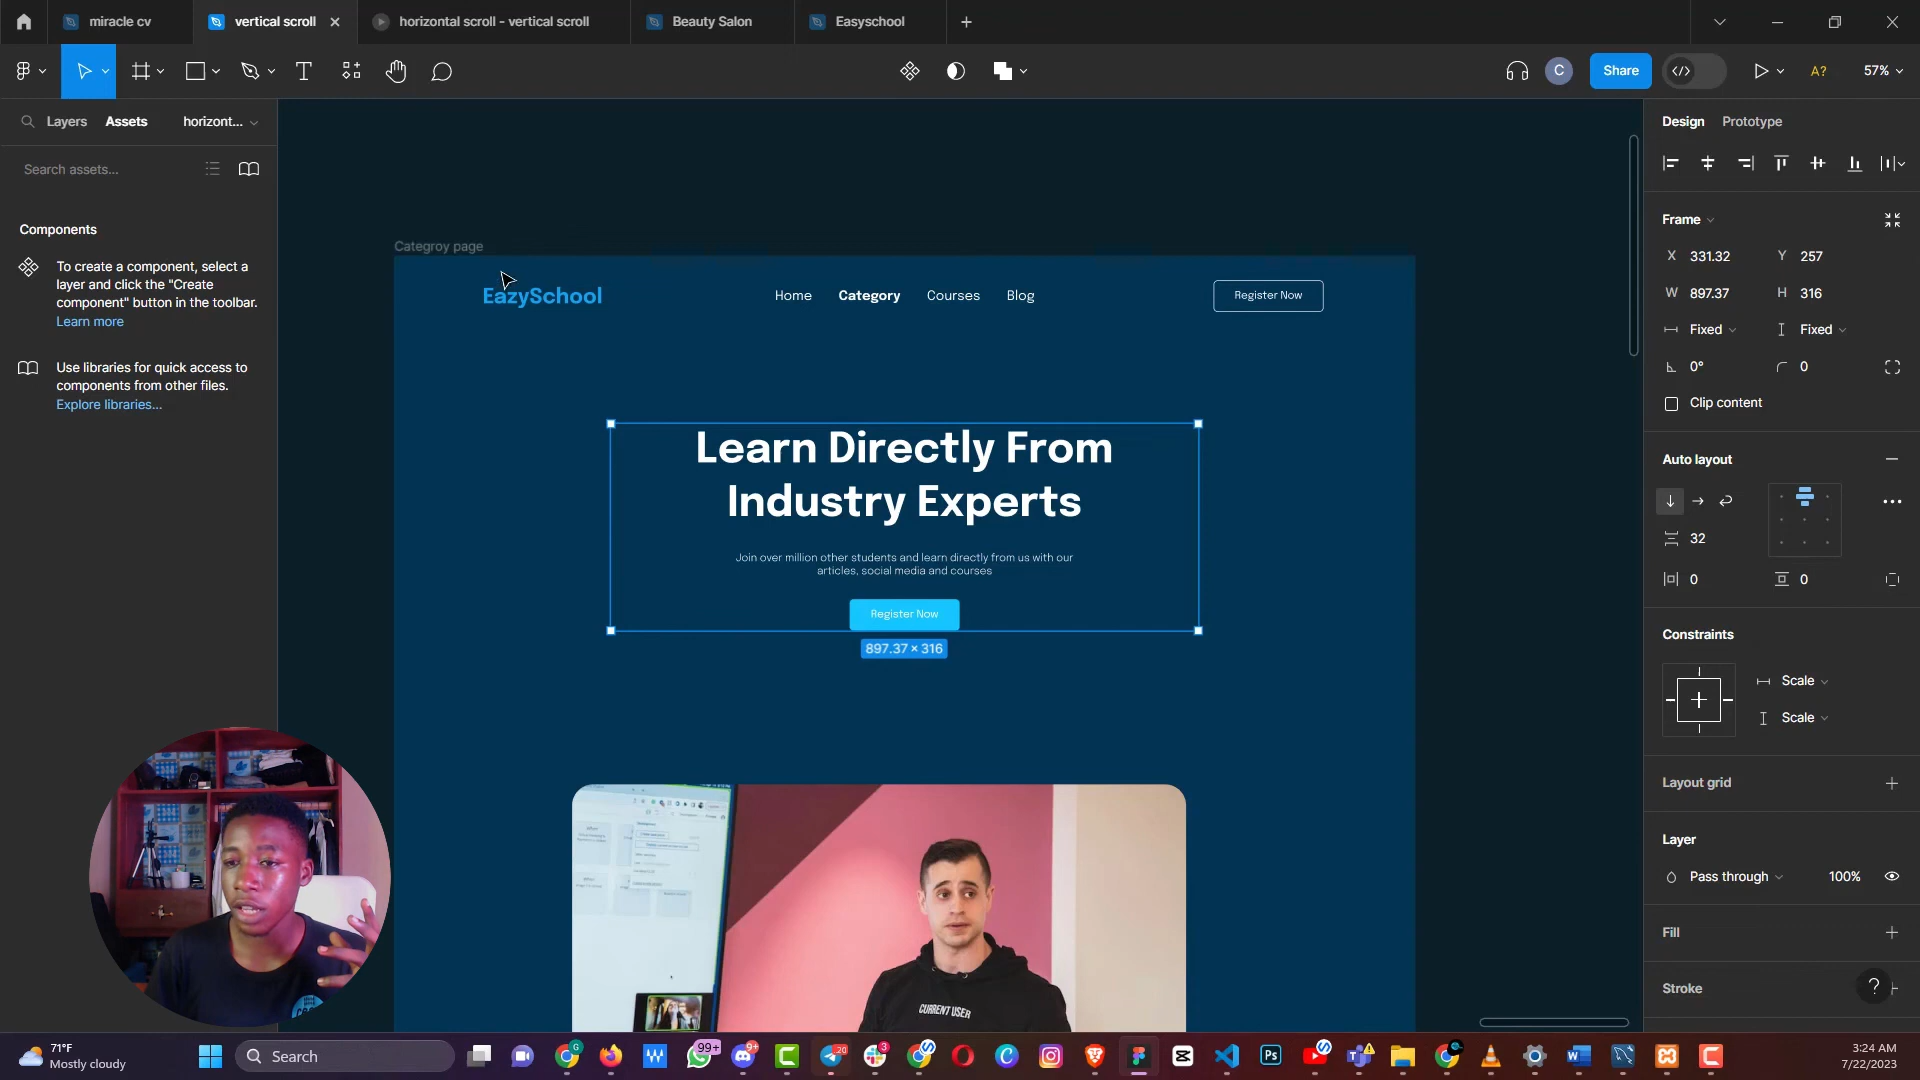 miracle cv
vertical scroll
horizontal scroll - vertical scroll
Beauty Salon
Easyschool
C
Share
A?
57%
Layers
Assets
horizont...
Design
Prototype
Search assets...
Components
To create a component, select a
layer and click the "Create
component" button in the toolbar.
Learn more
Use libraries for quick access to
components from other files.
Explore libraries...
Categroy page
EazySchool
Home
Category
Courses
Blog
Register Now
Learn Directly From
Industry Experts
Join over million other students and learn directly from us with our
articles, social media and courses
Register Now
897.37 × 316
CURRENT USER
Frame
X 331.32
Y 257
W 897.37
H 316
Fixed
Fixed
0°
0
Clip content
Auto layout
32
0
0
Constraints
Scale
Scale
Layout grid
Layer
Pass through
100%
Fill
Stroke
?
71°F
Mostly cloudy
Search
99+
9+
20
3
Ps
3:24 AM
7/22/2023